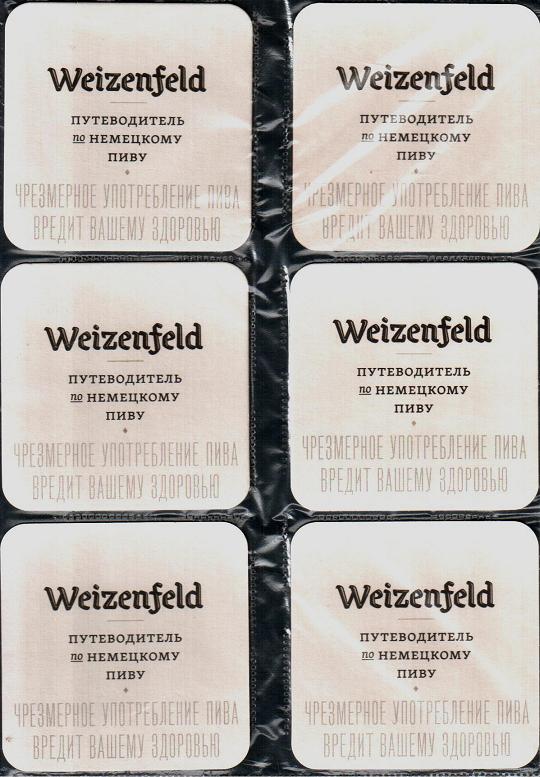 Weizenfeld
ПУТЕВОДИТЕЛЬ
по НЕМЕЦКОМУ
ПИВУ
ЧРЕЗМЕРНОЕ УПОТРЕБЛЕНИЕ ПИВА
ВРЕДИТ ВАШЕМУ ЗДОРОВЬЮ
Weizenfeld
ПУТЕВОДИТЕЛЬ
по НЕМЕЦКОМУ
ПИВУ
ЧРЕЗМЕРНОЕ УПОТРЕБЛЕНИЕ ПИВА
ВРЕДИТ ВАШЕМУ ЗДОРОВЬЮ
Weizenfeld
ПУТЕВОДИТЕЛЬ
по НЕМЕЦКОМУ
ПИВУ
ЧРЕЗМЕРНОЕ УПОТРЕБЛЕНИЕ ПИВА
ВРЕДИТ ВАШЕМУ ЗДОРОВЬЮ
Weizenfeld
ПУТЕВОДИТЕЛЬ
по НЕМЕЦКОМУ
ПИВУ
ЧРЕЗМЕРНОЕ УПОТРЕБЛЕНИЕ ПИВА
ВРЕДИТ ВАШЕМУ ЗДОРОВЬЮ
Weizenfeld
ПУТЕВОДИТЕЛЬ
по НЕМЕЦКОМУ
ПИВУ
ЧРЕЗМЕРНОЕ УПОТРЕБЛЕНИЕ ПИВА
ВРЕДИТ ВАШЕМУ ЗДОРОВЬЮ
Weizenfeld
ПУТЕВОДИТЕЛЬ
по НЕМЕЦКОМУ
ПИВУ
ЧРЕЗМЕРНОЕ УПОТРЕБЛЕНИЕ ПИВА
ВРЕДИТ ВАШЕМУ ЗДОРОВЬЮ